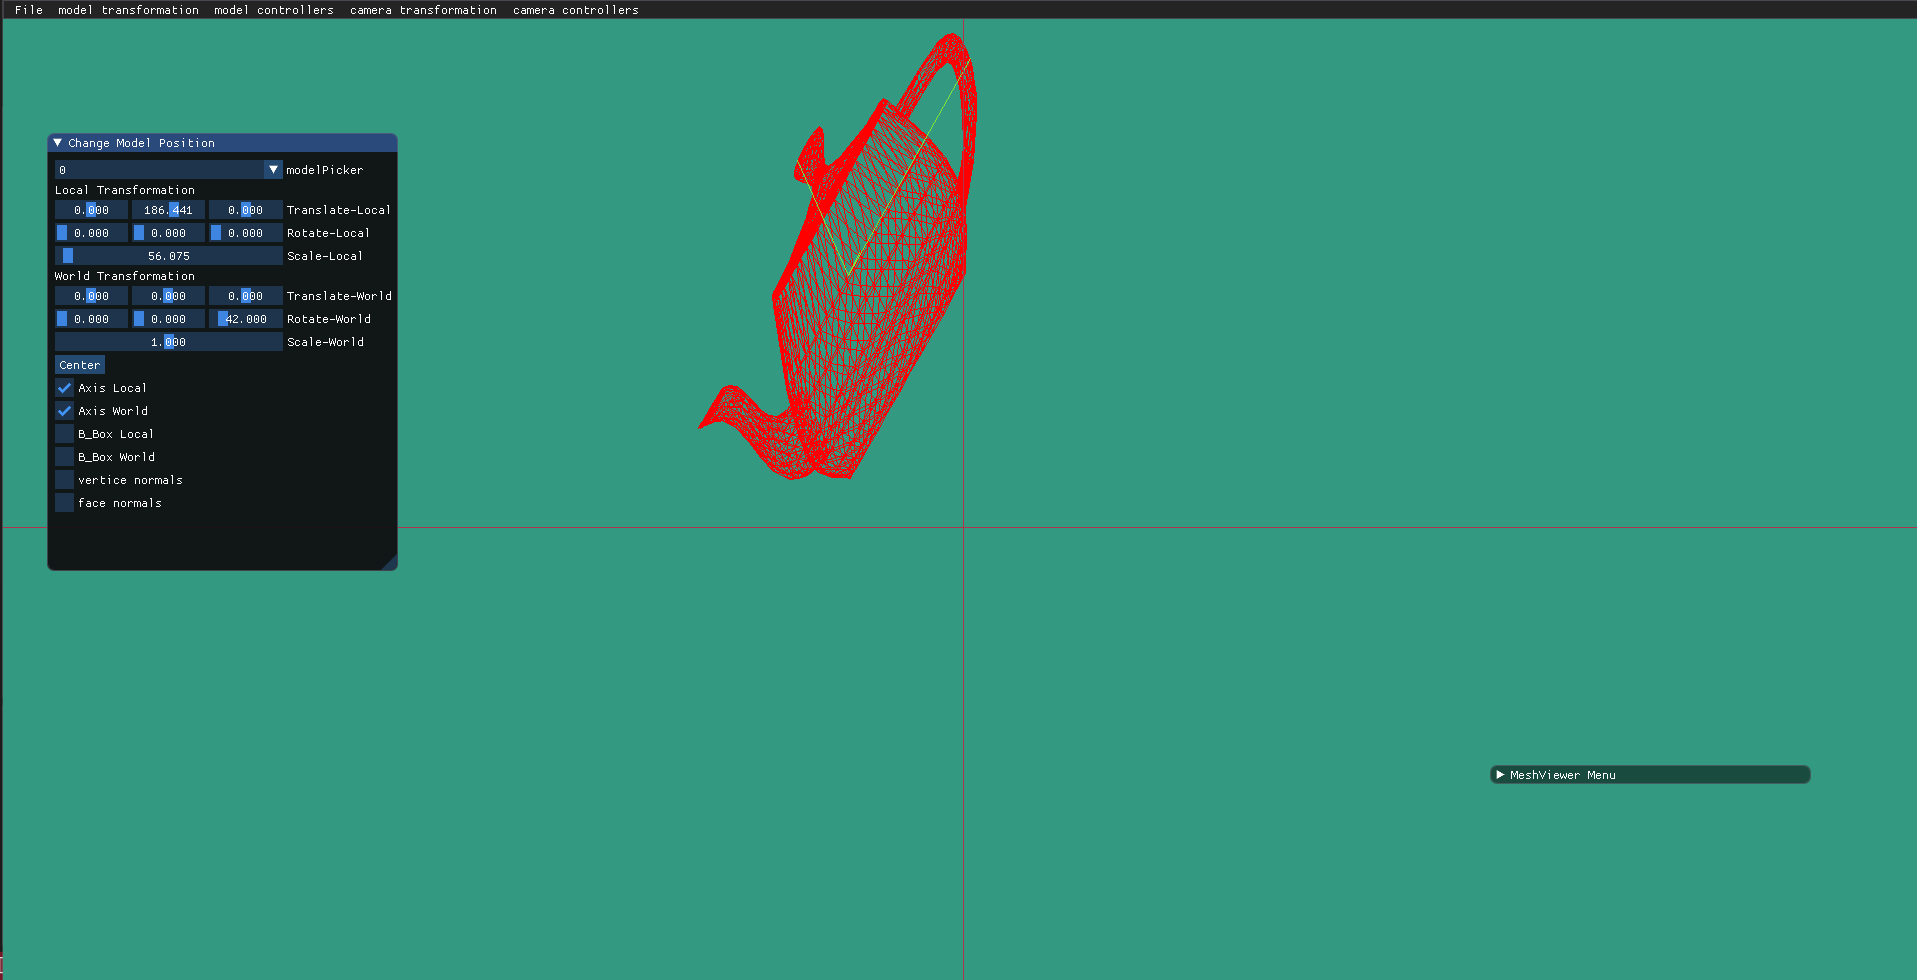 File model transformation model controllers camera transformation camera controllers
Change Model Position
0 modelPicker
Local Transformation
0.000 186.441 0.000 Translate-Local
0.000 0.000 0.000 Rotate-Local
56.075 Scale-Local
World Transformation
0.000 0.000 0.000 Translate-World
0.000 0.000 42.000 Rotate-World
1.000 Scale-World
Center
Axis Local
Axis World
B_Box Local
B_Box World
vertice normals
face normals
MeshViewer Menu